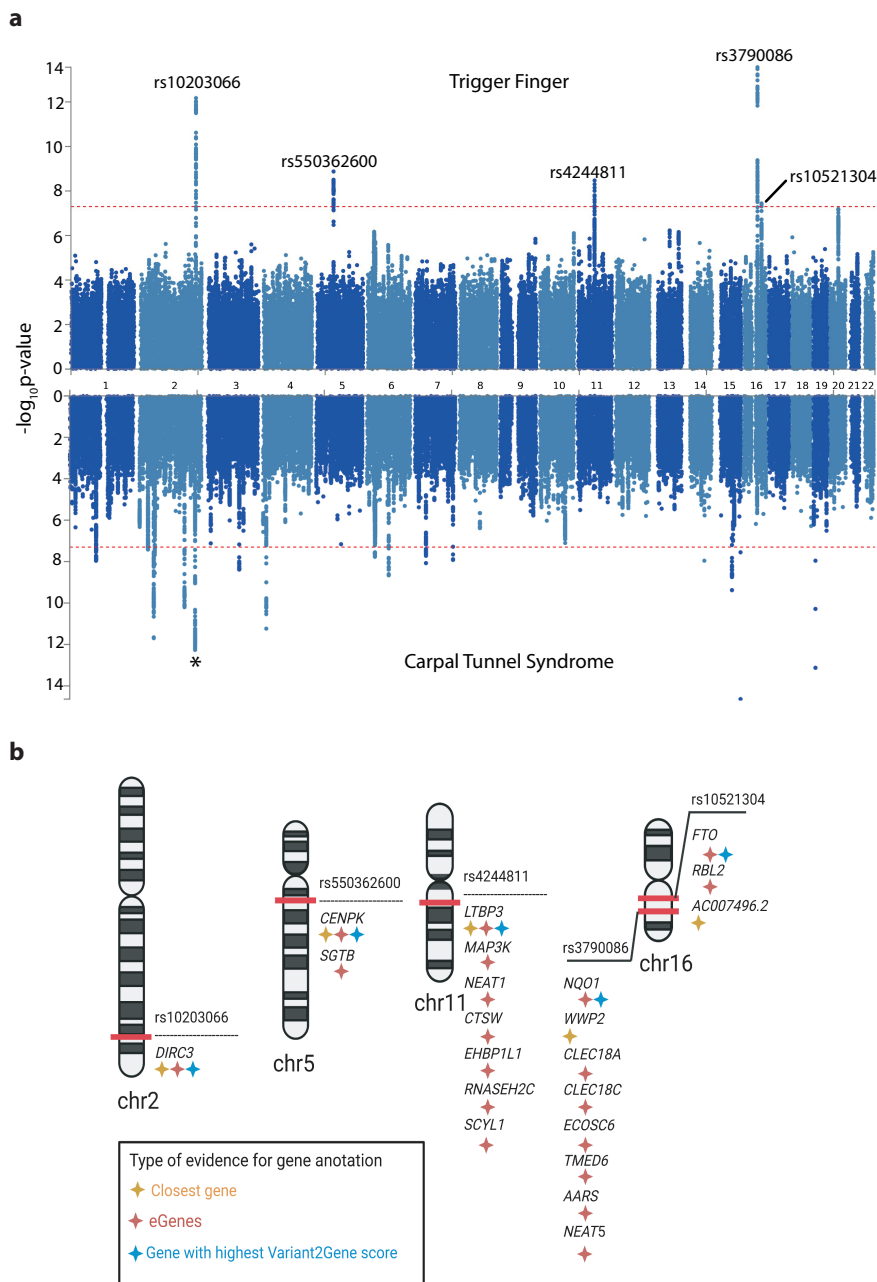 a
14
12
10
8
6
4
2
0
rs10203066
Trigger Finger
rs3790086
rs550362600
rs4244811
rs10521304
-log10p-value
1 2 3 4 5 6 7 8 9 10 11 12 13 14 15 16 17 18 19 20 21 22
0
2
4
6
8
10
12
14
*
Carpal Tunnel Syndrome
b
rs10203066
DIRC3
chr2
rs550362600
CENPK
SGTB
chr5
rs4244811
LTBP3
MAP3K
NEAT1
CTSW
EHBP1L1
RNASEH2C
SCYL1
chr11
rs3790086
NQO1
WWP2
CLEC18A
CLEC18C
ECOSC6
TMED6
AARS
NEAT5
rs10521304
FTO
RBL2
AC007496.2
chr16
Type of evidence for gene anotation
Closest gene
eGenes
Gene with highest Variant2Gene score